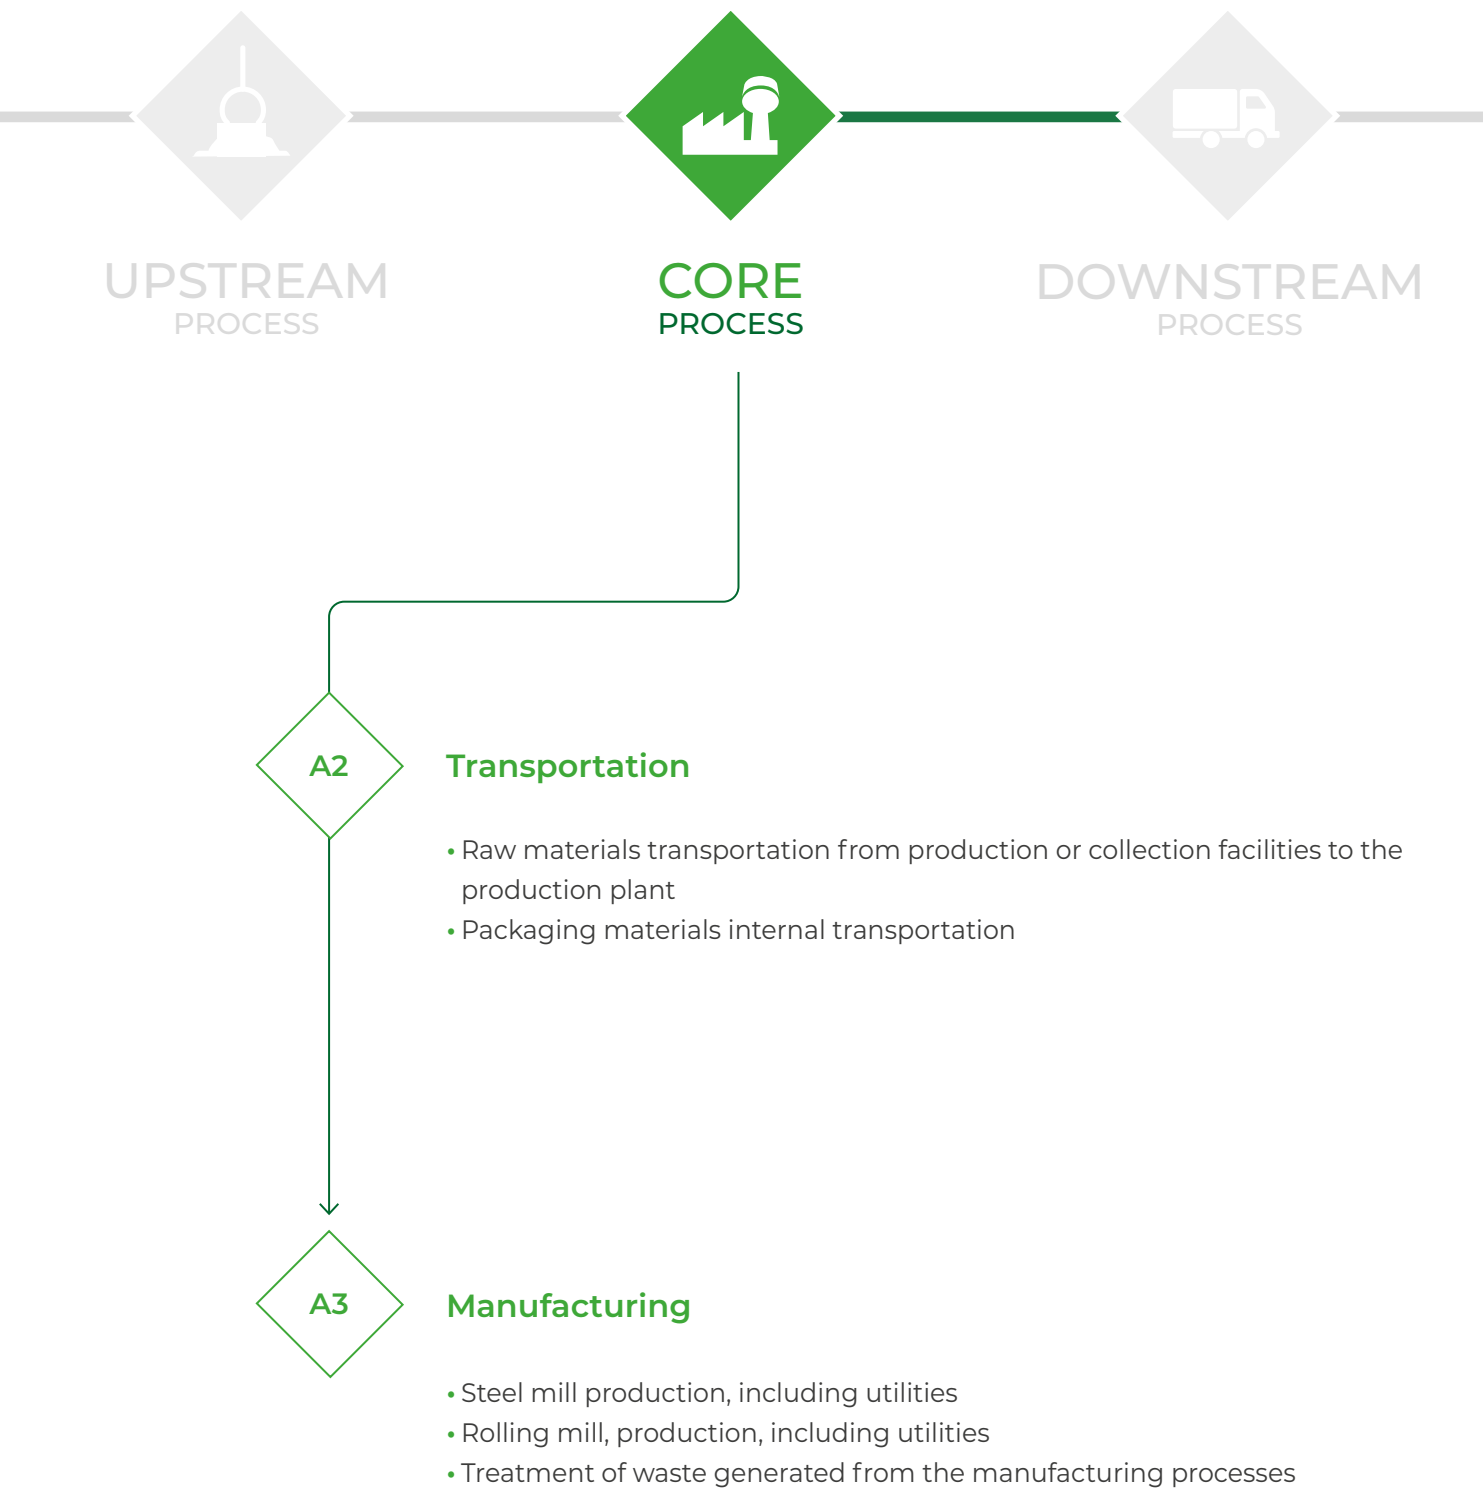 UPSTREAM
PROCESS
CORE
PROCESS
DOWNSTREAM
PROCESS
A2
Transportation
• Raw materials transportation from production or collection facilities to the
production plant
• Packaging materials internal transportation
A3
Manufacturing
• Steel mill production, including utilities
• Rolling mill, production, including utilities
• Treatment of waste generated from the manufacturing processes